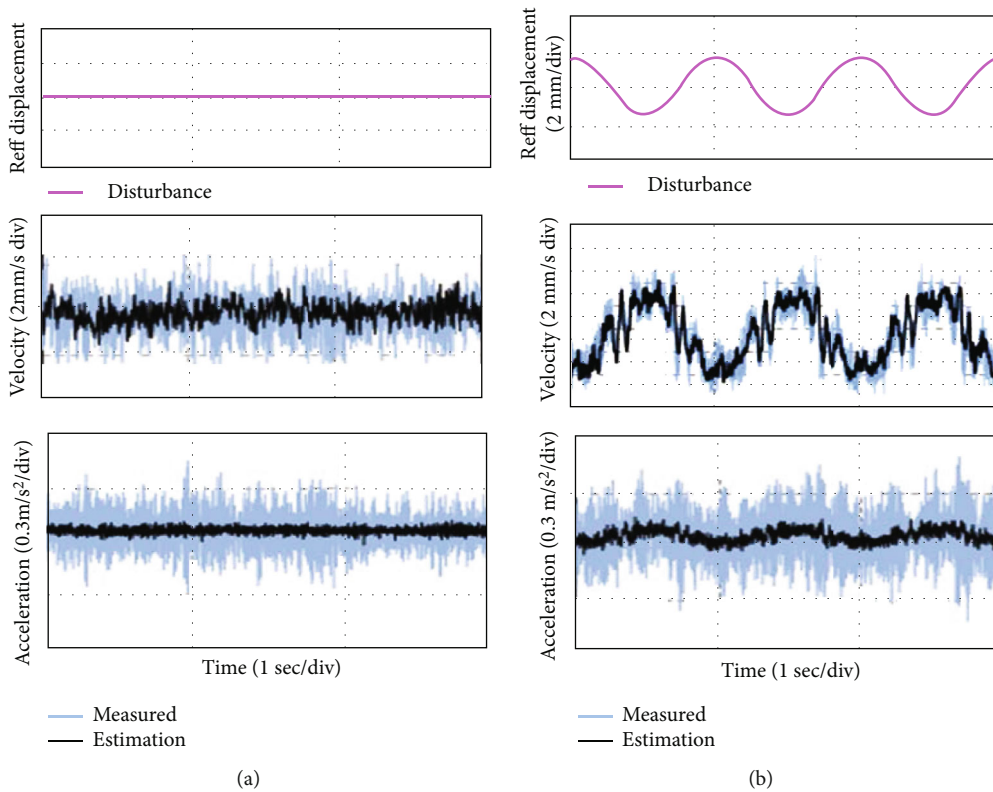 Reff displacement
Disturbance
Velocity (2mm/s div)
Acceleration (0.3m/s²/div)
Time (1 sec/div)
Measured
Estimation
(a)
Reff displacement
(2 mm/div)
Disturbance
Velocity (2 mm/s div)
Acceleration (0.3 m/s²/div)
Time (1 sec/div)
Measured
Estimation
(b)